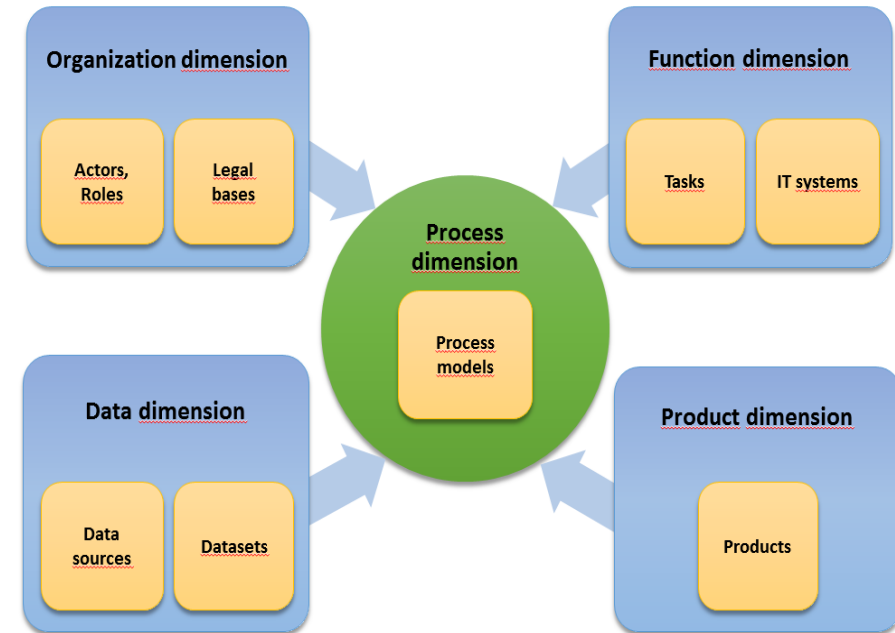 Organization dimension
Actors,
Roles
Legal
bases
Function dimension
Tasks
IT systems
Process
dimension
Process
models
Data dimension
Data
sources
Datasets
Product dimension
Products